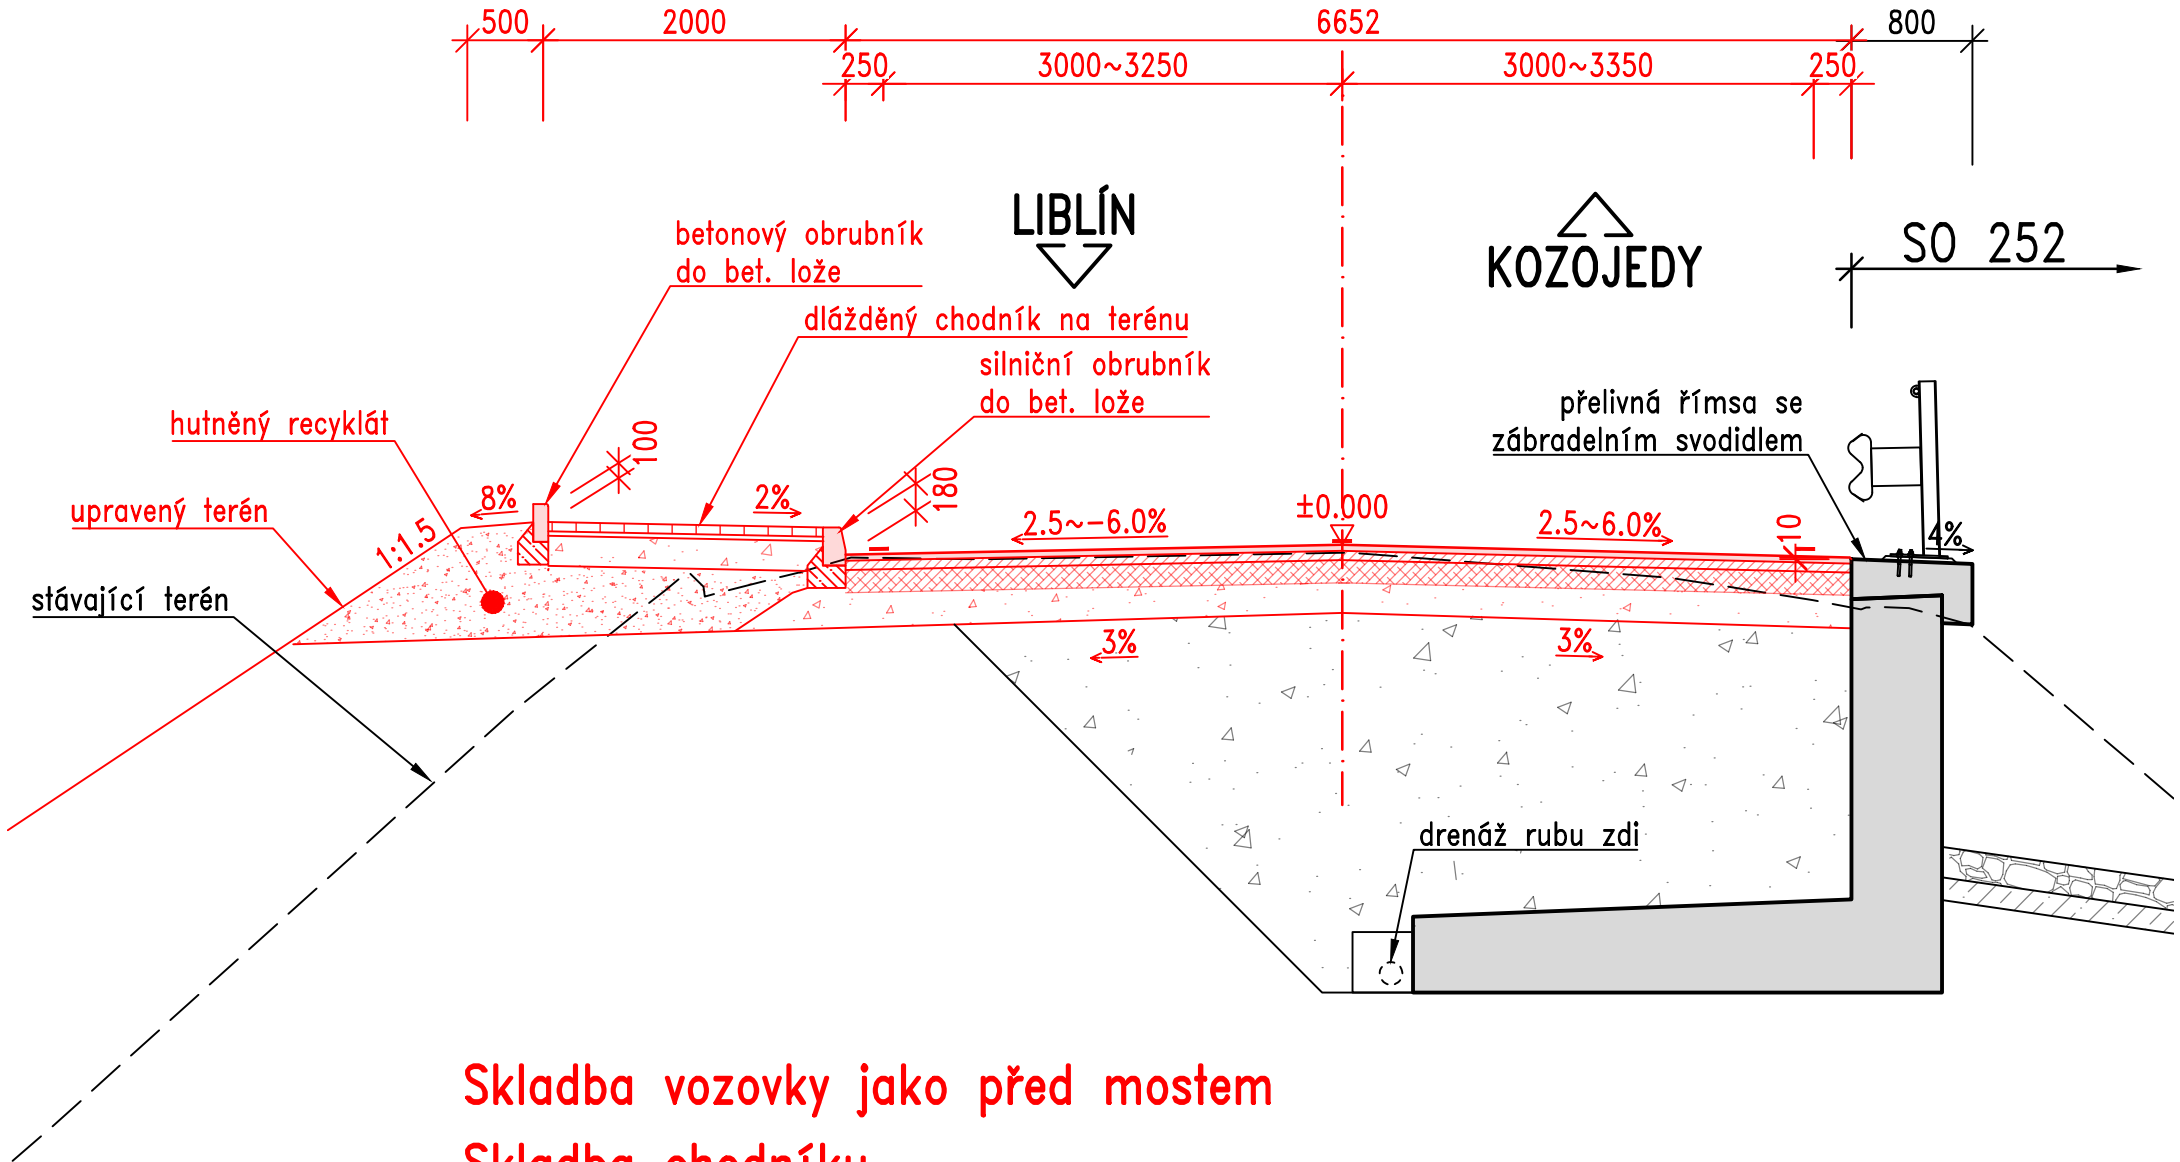 500 2000 6652 800
250 3000~3250 3000~3350 250
LIBLÍN
KOZOJEDY
SO 252
betonový obrubník
do bet. lože
dlážděný chodník na terénu
silniční obrubník
do bet. lože
přelivná římsa se
zábradelním svodidlem
hutněný recyklát
upravený terén
stávající terén
1:1.5
8%
100
2%
180
2.5~-6.0%
±0.000
2.5~6.0%
10
4%
3%
3%
drenáž rubu zdi
Skladba vozovky jako před mostem
Skladba chodníku